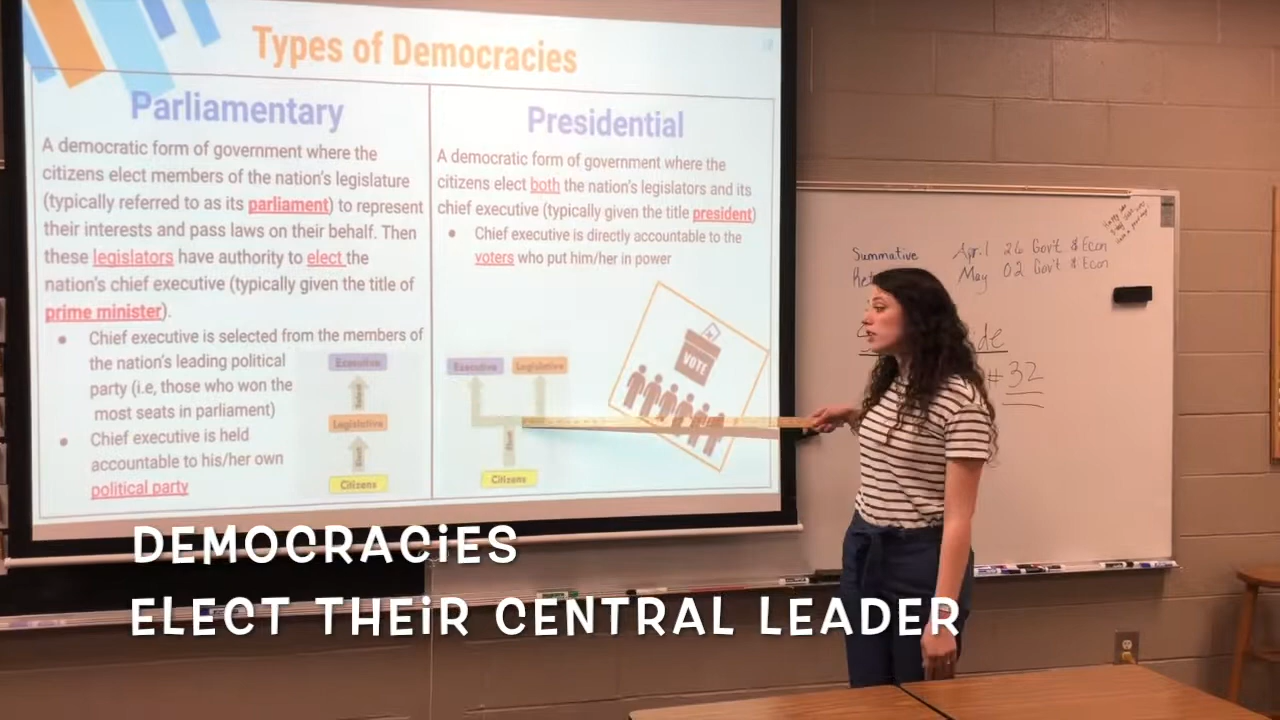 Types of Democracies
Parliamentary
A democratic form of government where the
citizens elect members of the nation's legislature
(typically referred to as its parliament) to represent
their interests and pass laws on their behalf. Then
these legislators have authority to elect the
nation's chief executive (typically given the title of
prime minister).
• Chief executive is selected from the members of
the nation's leading political
party (i.e, those who won the
most seats in parliament)
• Chief executive is held
accountable to his/her own
political party
Executive
Legislative
Citizens
Presidential
A democratic form of government where the
citizens elect both the nation's legislators and its
chief executive (typically given the title president)
• Chief executive is directly accountable to the
voters who put him/her in power
VOTE
Executive
Legislative
Citizens
Summative
Apr.1 26 Gov't & Econ
May 02 Gov't & Econ
#32
DEMOCRACiES
ELECT THEiR CENTRAL LEADER